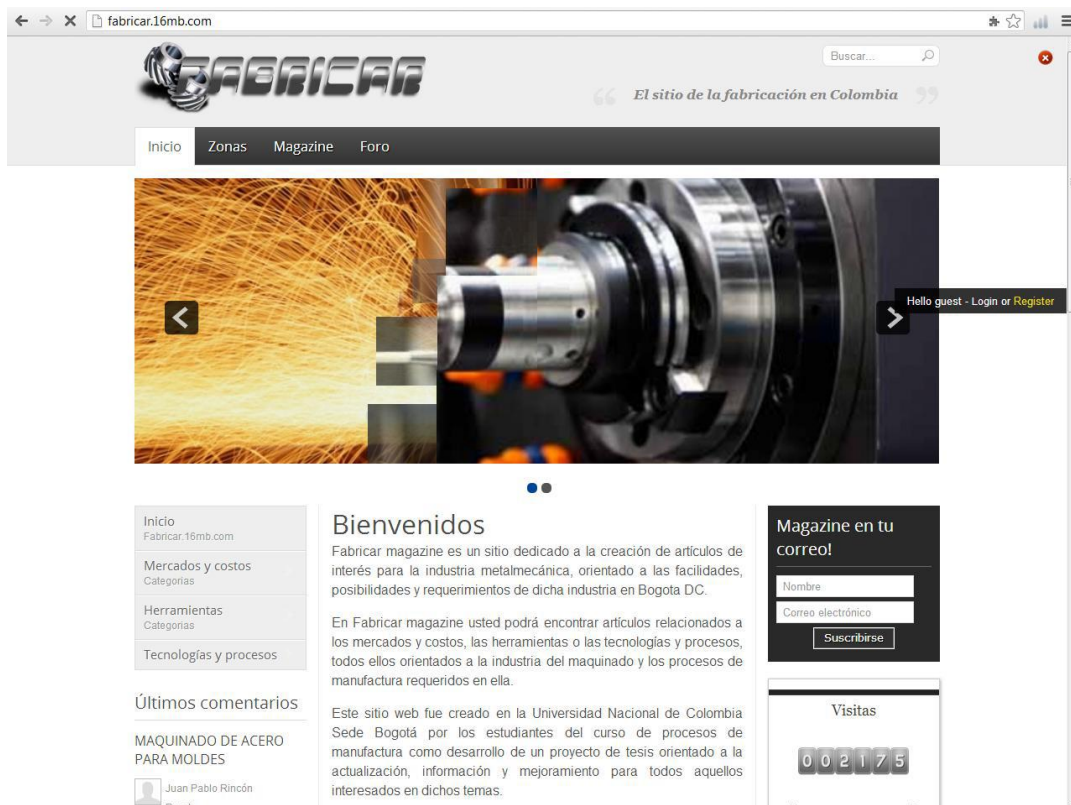 fabricar.16mb.com
FABRICAR
Buscar...
“ El sitio de la fabricación en Colombia ”
Inicio Zonas Magazine Foro
Hello guest - Login or Register
Inicio
Fabricar.16mb.com
Mercados y costos
Categorias
Herramientas
Categorias
Tecnologías y procesos
Últimos comentarios
MAQUINADO DE ACERO
PARA MOLDES
Juan Pablo Rincón
Bienvenidos
Fabricar magazine es un sitio dedicado a la creación de artículos de
interés para la industria metalmecánica, orientado a las facilidades,
posibilidades y requerimientos de dicha industria en Bogota DC.
En Fabricar magazine usted podrá encontrar artículos relacionados a
los mercados y costos, las herramientas o las tecnologías y procesos,
todos ellos orientados a la industria del maquinado y los procesos de
manufactura requeridos en ella.
Este sitio web fue creado en la Universidad Nacional de Colombia
Sede Bogotá por los estudiantes del curso de procesos de
manufactura como desarrollo de un proyecto de tesis orientado a la
actualización, información y mejoramiento para todos aquellos
interesados en dichos temas.
Magazine en tu
correo!
Nombre
Correo electrónico
Suscribirse
Visitas
002175